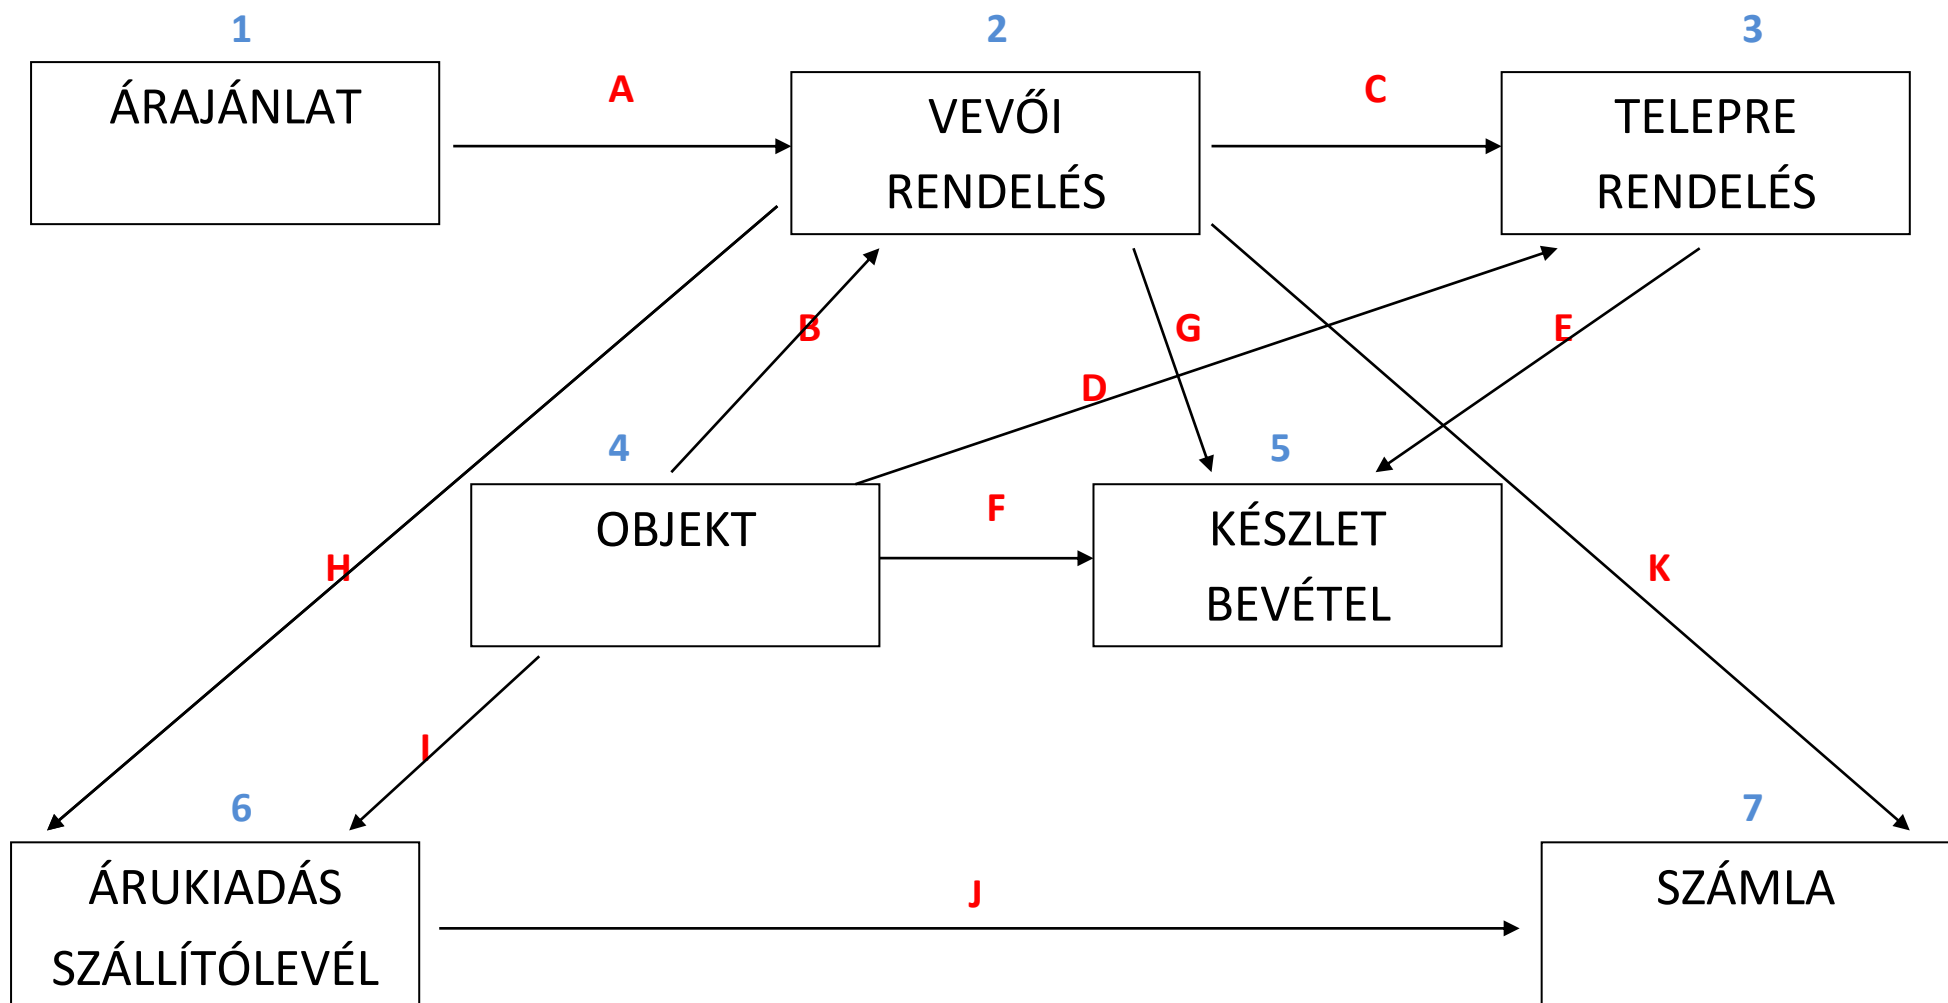 1
2
3
ÁRAJÁNLAT
A
VEVŐI
RENDELÉS
C
TELEPRE
RENDELÉS
B
G
E
D
4
5
OBJEKT
F
KÉSZLET
BEVÉTEL
H
K
I
6
7
ÁRUKIADÁS
SZÁLLÍTÓLEVÉL
J
SZÁMLA